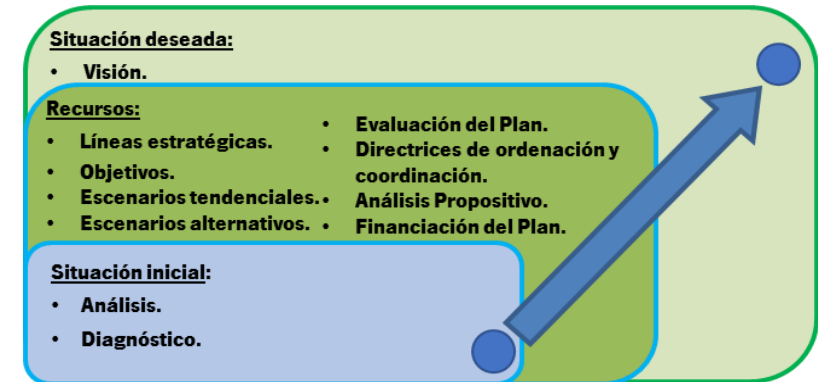 Situación deseada:
• Visión.
Recursos:
• Líneas estratégicas.
• Objetivos.
• Escenarios tendenciales.
• Escenarios alternativos.
• Evaluación del Plan.
• Directrices de ordenación y
coordinación.
• Análisis Propositivo.
• Financiación del Plan.
Situación inicial:
• Análisis.
• Diagnóstico.